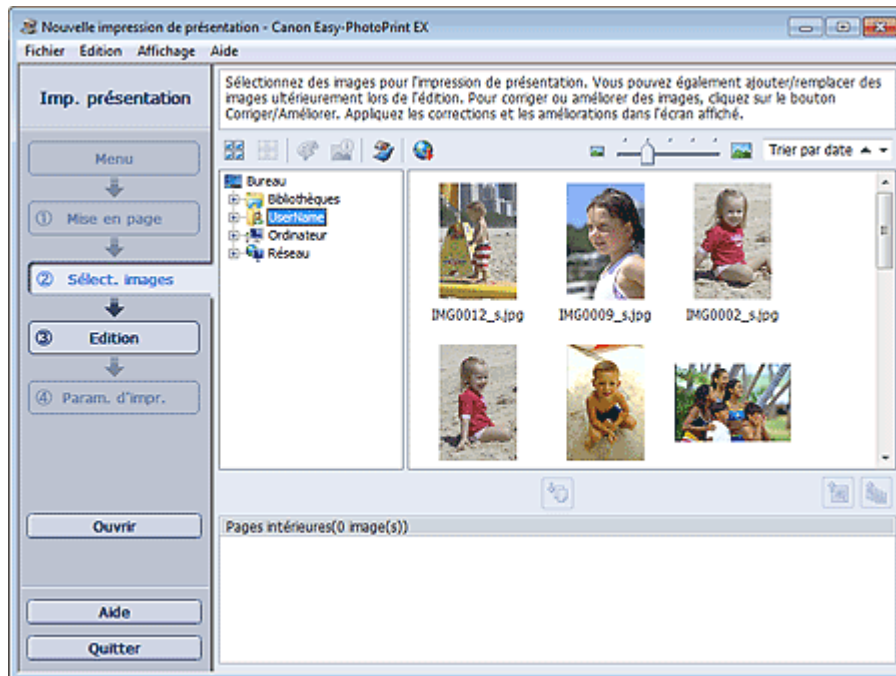 Nouvelle impression de présentation - Canon Easy-PhotoPrint EX
Fichier Edition Affichage Aide
Imp. présentation
Sélectionnez des images pour l'impression de présentation. Vous pouvez également ajouter/remplacer des
images ultérieurement lors de l'édition. Pour corriger ou améliorer des images, cliquez sur le bouton
Corriger/Améliorer. Appliquez les corrections et les améliorations dans l'écran affiché.
Menu
① Mise en page
② Sélect. images
③ Edition
④ Param. d'impr.
Ouvrir
Aide
Quitter
Trier par date
Bureau
Bibliothèques
UserName
Ordinateur
Réseau
IMG0012_s.jpg IMG0009_s.jpg IMG0002_s.jpg
Pages intérieures(0 image(s))